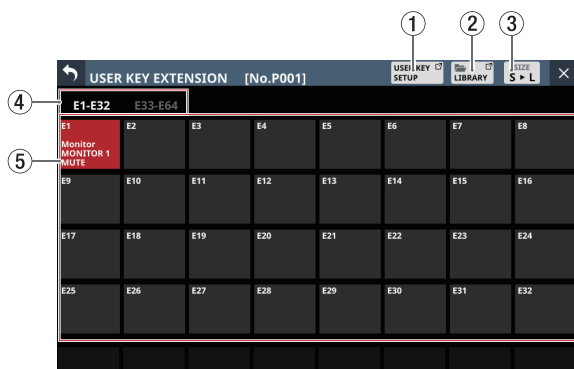 ① ② ③
USER KEY EXTENSION [No.P001]
USER KEY
SETUP
LIBRARY
SIZE
S ▸ L
④
E1-E32 E33-E64
E1 E2 E3 E4 E5 E6 E7 E8
Monitor
MONITOR 1
MUTE
⑤
E9 E10 E11 E12 E13 E14 E15 E16
E17 E18 E19 E20 E21 E22 E23 E24
E25 E26 E27 E28 E29 E30 E31 E32